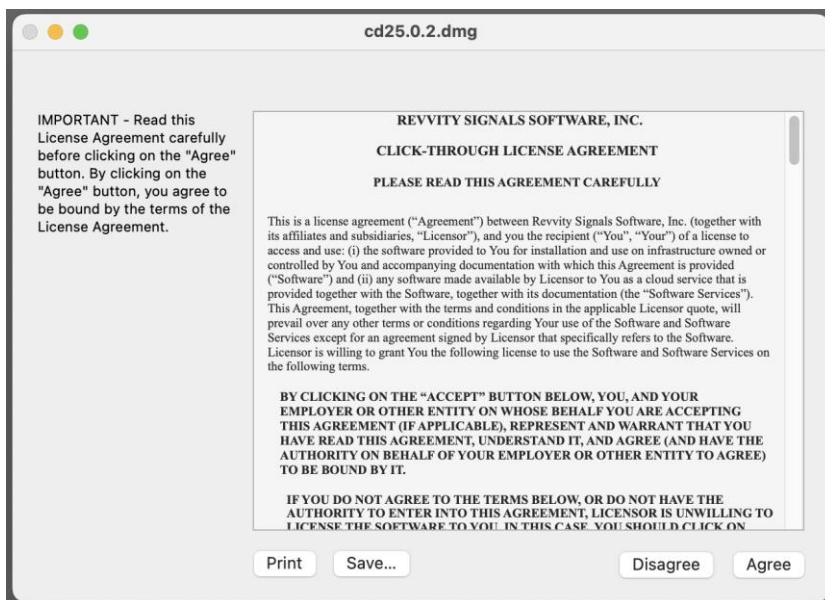 cd25.0.2.dmg
IMPORTANT - Read this
License Agreement carefully
before clicking on the "Agree"
button. By clicking on the
"Agree" button, you agree to
be bound by the terms of the
License Agreement.
REVVITY SIGNALS SOFTWARE, INC.
CLICK-THROUGH LICENSE AGREEMENT
PLEASE READ THIS AGREEMENT CAREFULLY
This is a license agreement (“Agreement”) between Revvity Signals Software, Inc. (together with
its affiliates and subsidiaries, “Licensor”), and you the recipient (“You”, “Your”) of a license to
access and use: (i) the software provided to You for installation and use on infrastructure owned or
controlled by You and accompanying documentation with which this Agreement is provided
(“Software”) and (ii) any software made available by Licensor to You as a cloud service that is
provided together with the Software, together with its documentation (the “Software Services”).
This Agreement, together with the terms and conditions in the applicable Licensor quote, will
prevail over any other terms or conditions regarding Your use of the Software and Software
Services except for an agreement signed by Licensor that specifically refers to the Software.
Licensor is willing to grant You the following license to use the Software and Software Services on
the following terms.
BY CLICKING ON THE “ACCEPT” BUTTON BELOW, YOU, AND YOUR
EMPLOYER OR OTHER ENTITY ON WHOSE BEHALF YOU ARE ACCEPTING
THIS AGREEMENT (IF APPLICABLE), REPRESENT AND WARRANT THAT YOU
HAVE READ THIS AGREEMENT, UNDERSTAND IT, AND AGREE (AND HAVE THE
AUTHORITY ON BEHALF OF YOUR EMPLOYER OR OTHER ENTITY TO AGREE)
TO BE BOUND BY IT.
IF YOU DO NOT AGREE TO THE TERMS BELOW, OR DO NOT HAVE THE
AUTHORITY TO ENTER INTO THIS AGREEMENT, LICENSOR IS UNWILLING TO
LICENSE THE SOFTWARE TO YOU. IN THIS CASE, YOU SHOULD CLICK ON
Print Save... Disagree Agree